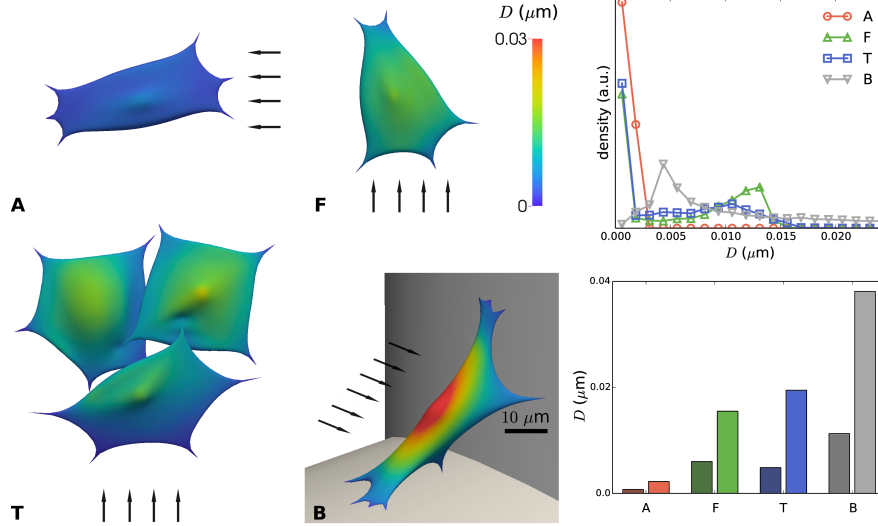 D (μm)
0.03
0
A
F
T
B
10 μm
density (a.u.)
A
F
T
B
0.000
0.005
0.010
0.015
0.020
D (μm)
0.04
0.02
0.0
D (μm)
A
F
T
B